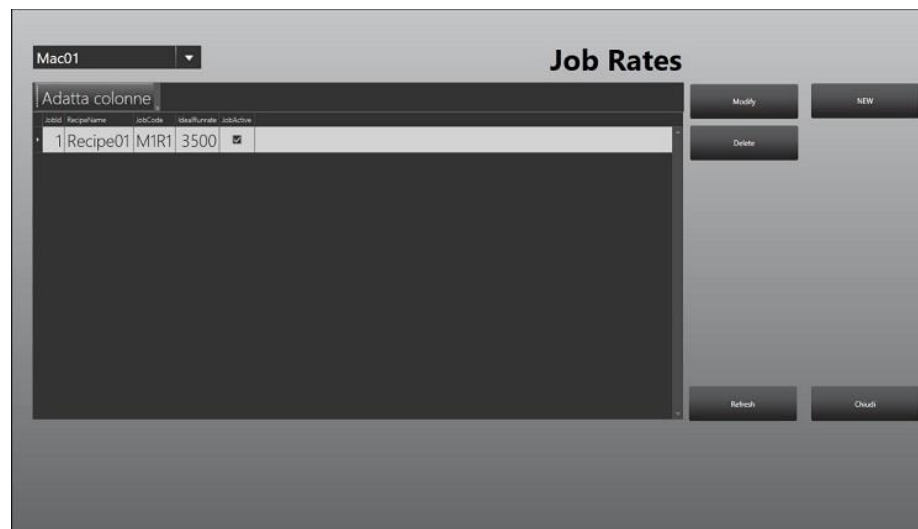 Mac01
Job Rates
Adatta colonne
JobId RecipeName JobCode IdealRunrate JobActive
1 Recipe01 M1R1 3500
Modify
NEW
Delete
Refresh
Chiudi